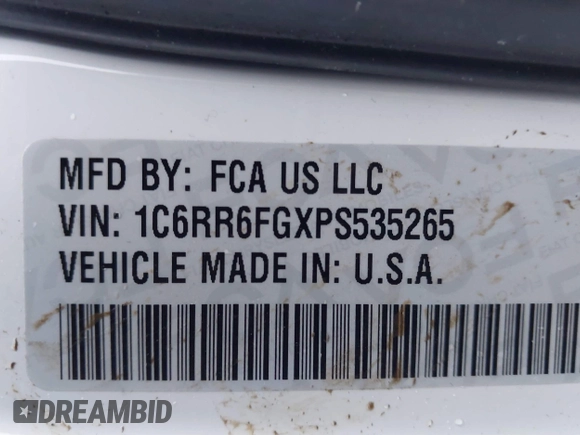 MFD BY: FCA US LLC
VIN: 1C6RR6FGXPS535265
VEHICLE MADE IN: U.S.A.
DREAMBID